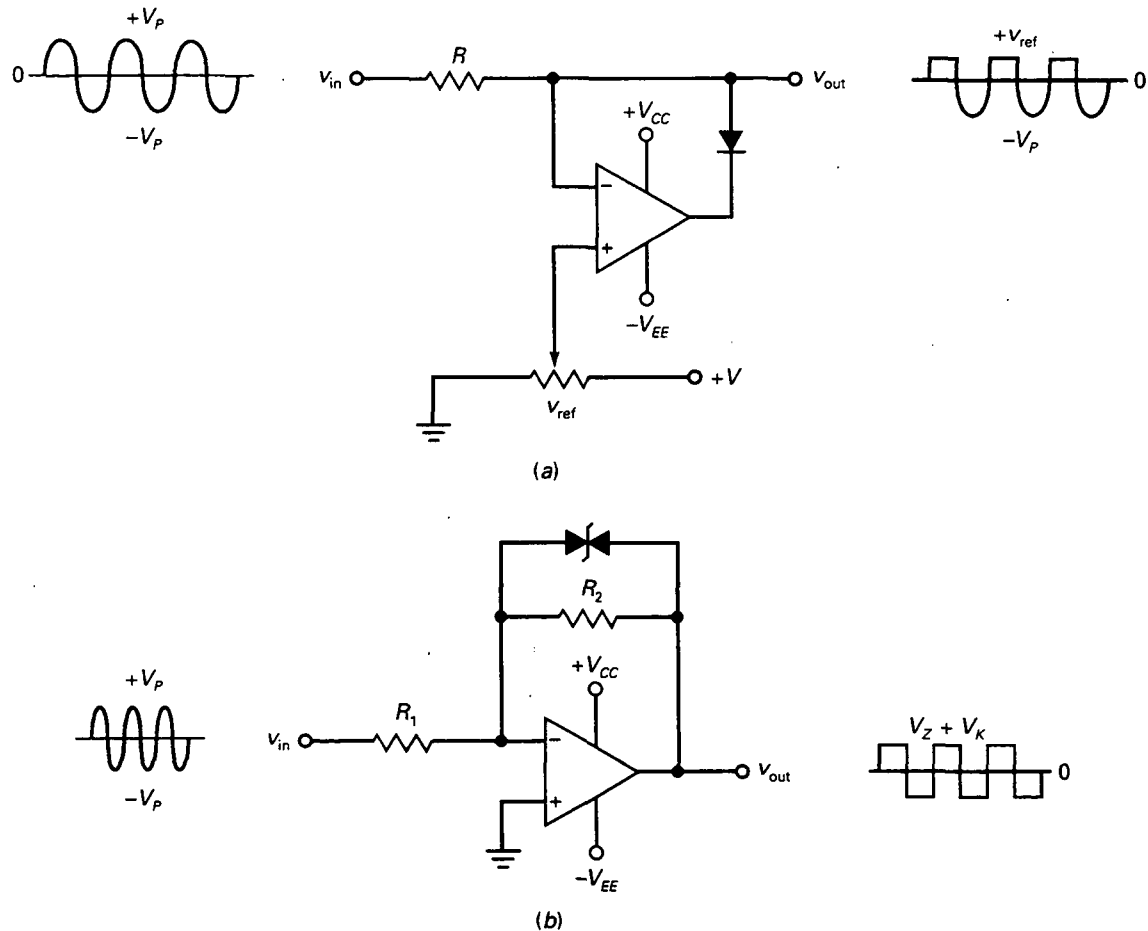 +V_P
0
−V_P
v_in
R
v_out
+v_ref
0
−V_P
+V_CC
−
+
−V_EE
+V
v_ref
(a)
R_2
+V_CC
+V_P
−V_P
v_in
R_1
−
+
v_out
V_Z + V_K
0
−V_EE
(b)